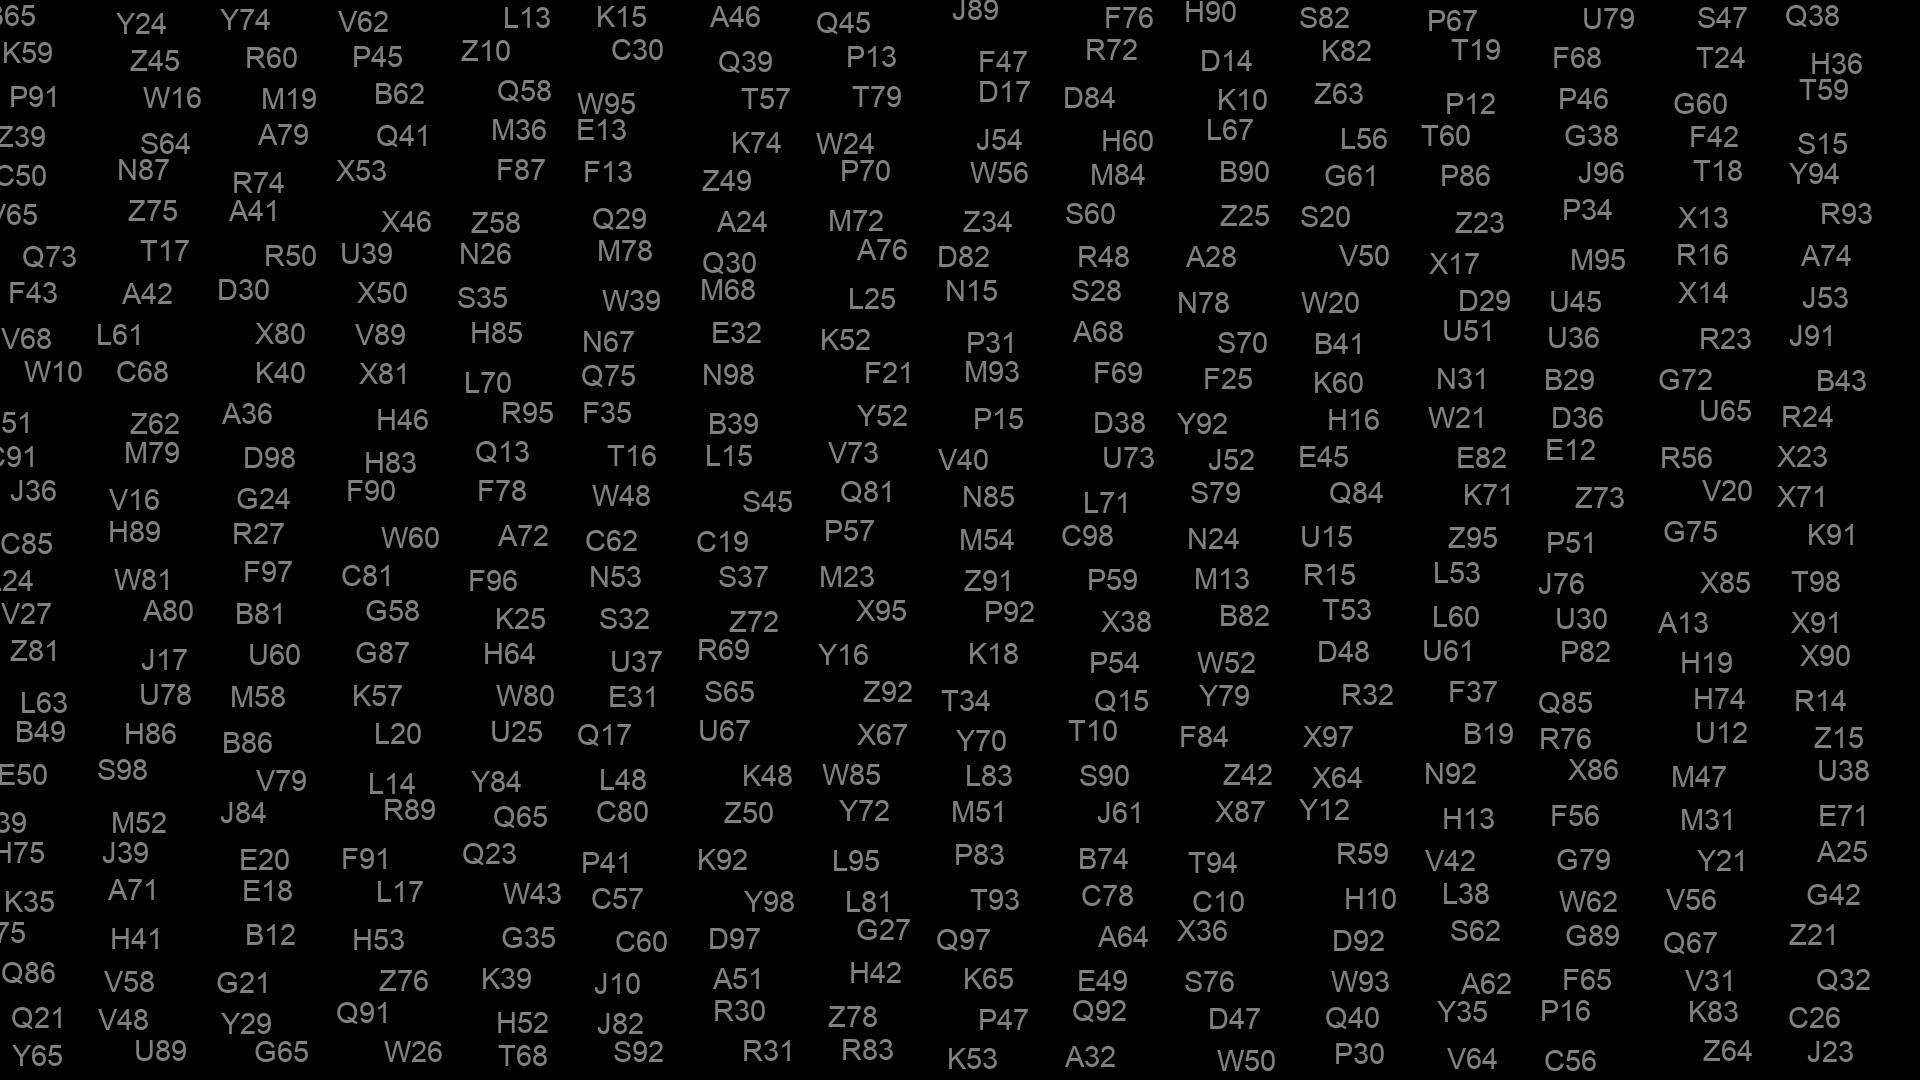 65 Y24 Y74 V62 L13 K15 A46 Q45 J89 F76 H90 S82 P67 U79 S47 Q38
K59 Z45 R60 P45 Z10 C30 Q39 P13 F47 R72 D14 K82 T19 F68 T24 H36
P91 W16 M19 B62 Q58 W95 T57 T79 D17 D84 K10 Z63 P12 P46 G60 T59
Z39 S64 A79 Q41 M36 E13 K74 W24 J54 H60 L67 L56 T60 G38 F42 S15
C50 N87 R74 X53 F87 F13 Z49 P70 W56 M84 B90 G61 P86 J96 T18 Y94
V65 Z75 A41 X46 Z58 Q29 A24 M72 Z34 S60 Z25 S20 Z23 P34 X13 R93
Q73 T17 R50 U39 N26 M78 Q30 A76 D82 R48 A28 V50 X17 M95 R16 A74
F43 A42 D30 X50 S35 W39 M68 L25 N15 S28 N78 W20 D29 U45 X14 J53
V68 L61 X80 V89 H85 N67 E32 K52 P31 A68 S70 B41 U51 U36 R23 J91
W10 C68 K40 X81 L70 Q75 N98 F21 M93 F69 F25 K60 N31 B29 G72 B43
51 Z62 A36 H46 R95 F35 B39 Y52 P15 D38 Y92 H16 W21 D36 U65 R24
C91 M79 D98 H83 Q13 T16 L15 V73 V40 U73 J52 E45 E82 E12 R56 X23
J36 V16 G24 F90 F78 W48 S45 Q81 N85 L71 S79 Q84 K71 Z73 V20 X71
C85 H89 R27 W60 A72 C62 C19 P57 M54 C98 N24 U15 Z95 P51 G75 K91
24 W81 F97 C81 F96 N53 S37 M23 Z91 P59 M13 R15 L53 J76 X85 T98
V27 A80 B81 G58 K25 S32 Z72 X95 P92 X38 B82 T53 L60 U30 A13 X91
Z81 J17 U60 G87 H64 U37 R69 Y16 K18 P54 W52 D48 U61 P82 H19 X90
L63 U78 M58 K57 W80 E31 S65 Z92 T34 Q15 Y79 R32 F37 Q85 H74 R14
B49 H86 B86 L20 U25 Q17 U67 X67 Y70 T10 F84 X97 B19 R76 U12 Z15
E50 S98 V79 L14 Y84 L48 K48 W85 L83 S90 Z42 X64 N92 X86 M47 U38
39 M52 J84 R89 Q65 C80 Z50 Y72 M51 J61 X87 Y12 H13 F56 M31 E71
H75 J39 E20 F91 Q23 P41 K92 L95 P83 B74 T94 R59 V42 G79 Y21 A25
K35 A71 E18 L17 W43 C57 Y98 L81 T93 C78 C10 H10 L38 W62 V56 G42
75 H41 B12 H53 G35 C60 D97 G27 Q97 A64 X36 D92 S62 G89 Q67 Z21
Q86 V58 G21 Z76 K39 J10 A51 H42 K65 E49 S76 W93 A62 F65 V31 Q32
Q21 V48 Y29 Q91 H52 J82 R30 Z78 P47 Q92 D47 Q40 Y35 P16 K83 C26
Y65 U89 G65 W26 T68 S92 R31 R83 K53 A32 W50 P30 V64 C56 Z64 J23